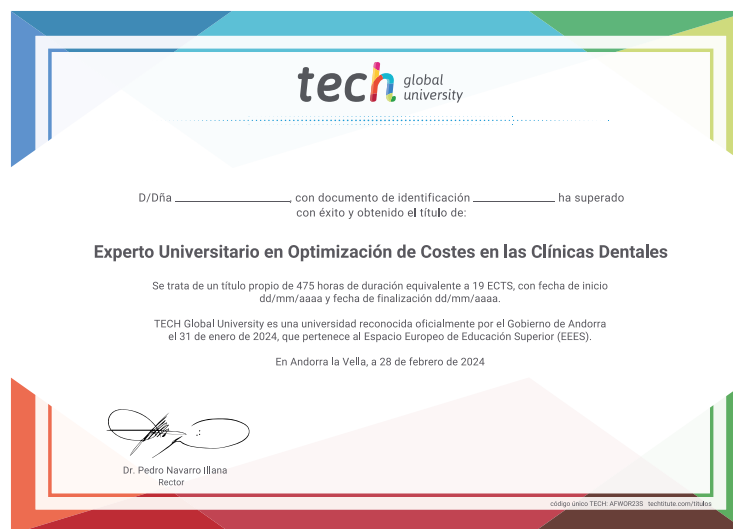 tech global university
D/Dña ____________________, con documento de identificación ______________ ha superado
con éxito y obtenido el título de:
Experto Universitario en Optimización de Costes en las Clínicas Dentales
Se trata de un título propio de 475 horas de duración equivalente a 19 ECTS, con fecha de inicio
dd/mm/aaaa y fecha de finalización dd/mm/aaaa.
TECH Global University es una universidad reconocida oficialmente por el Gobierno de Andorra
el 31 de enero de 2024, que pertenece al Espacio Europeo de Educación Superior (EEES).
En Andorra la Vella, a 28 de febrero de 2024
Dr. Pedro Navarro Illana
Rector
código único TECH: AFWOR23S techtitute.com/titulos